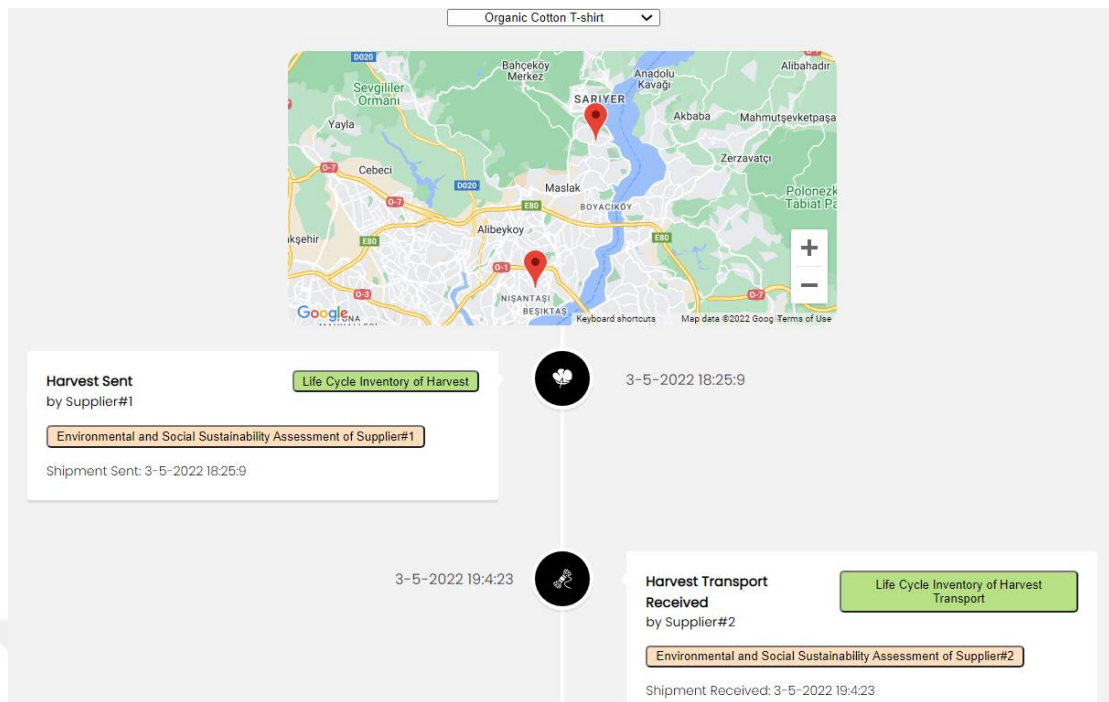 Organic Cotton T-shirt
D020
Bahçeköy
Merkez
Alibahadır
Anadolu
Kavağı
Sevgililer
Ormanı
SARIYER
Yayla
Akbaba
Mahmutşevketpaşa
Zerzavatçı
O-7
Cebeci
D020
Maslak
Polonezk
Tabiat Pa
O-7
E80
BOYACIKÖY
Alibeyköy
E80
E80
O-1
O-3
O-7
NİŞANTAŞI
BEŞİKTAŞ
Google
Keyboard shortcuts
Map data ©2022 Goog
Terms of Use
+
−
Harvest Sent
Life Cycle Inventory of Harvest
by Supplier#1
Environmental and Social Sustainability Assessment of Supplier#1
Shipment Sent: 3-5-2022 18:25:9
3-5-2022 18:25:9
3-5-2022 19:4:23
Harvest Transport
Received
Life Cycle Inventory of Harvest
Transport
by Supplier#2
Environmental and Social Sustainability Assessment of Supplier#2
Shipment Received: 3-5-2022 19:4:23